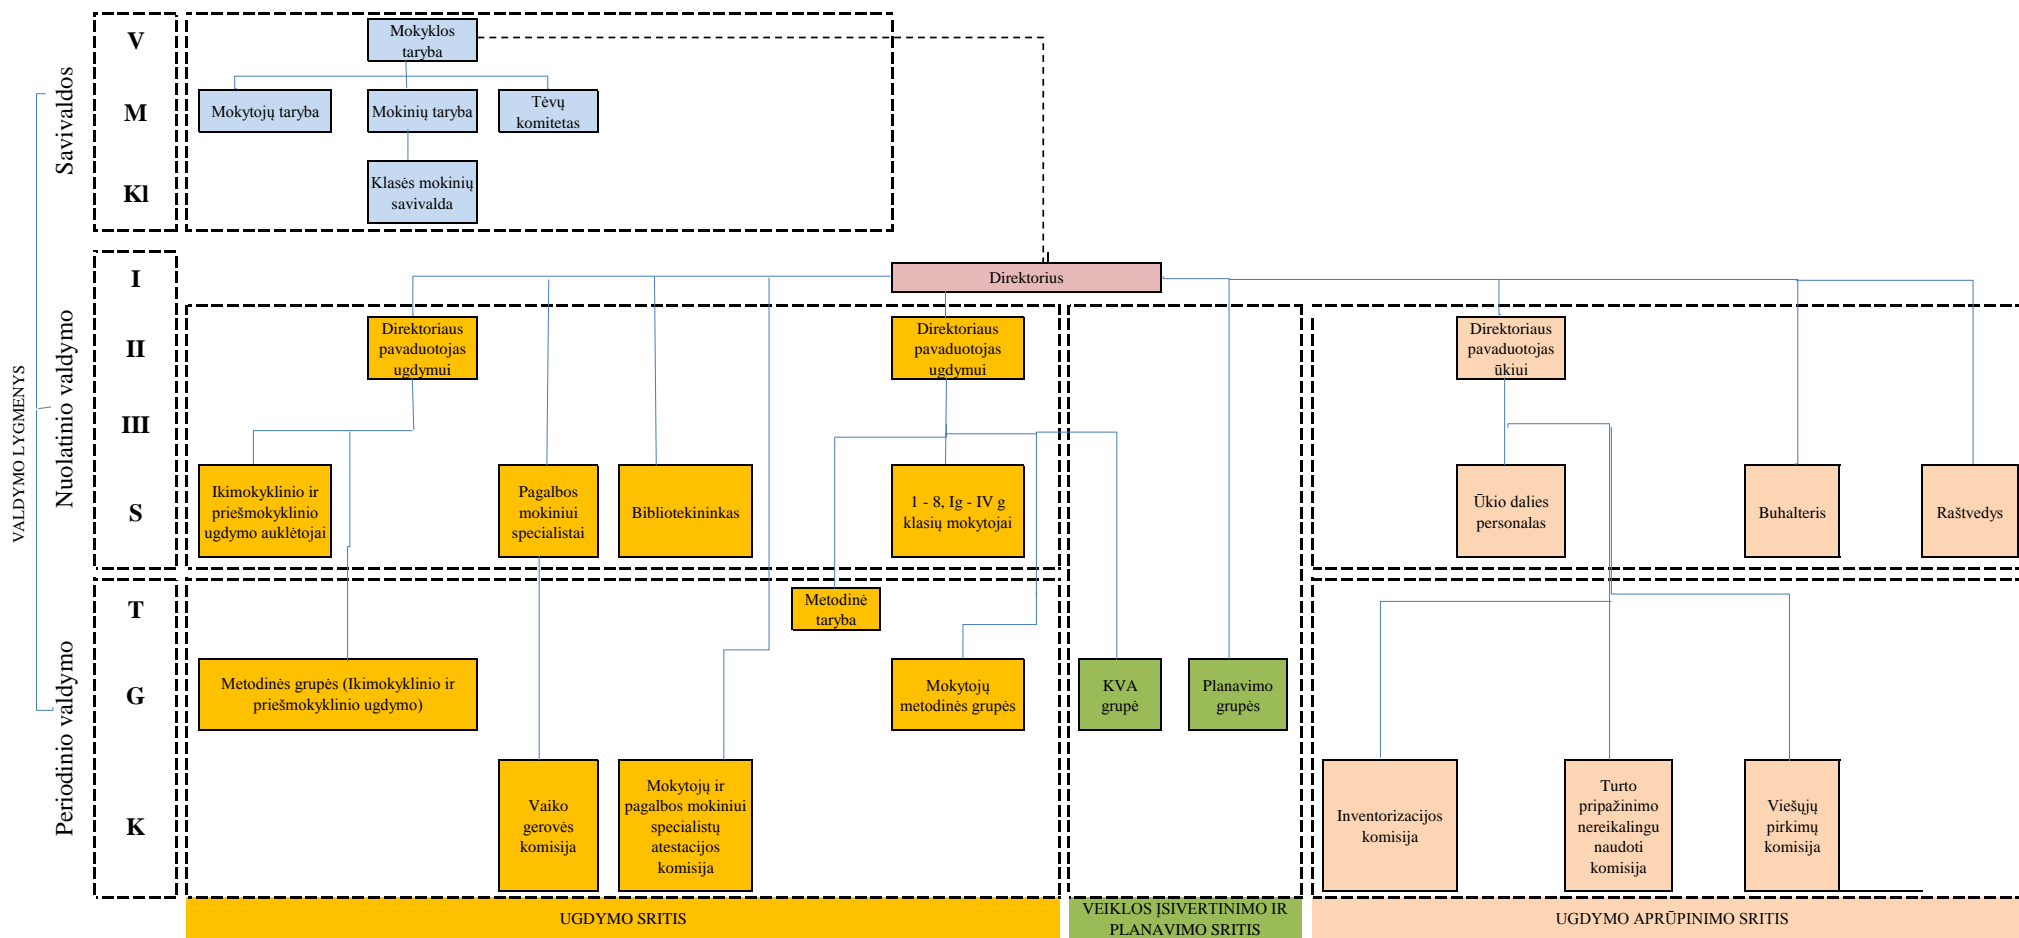 VALDYMO LYGMENYS
Savivaldos
V
M
Kl
Mokyklos
taryba
Mokytojų taryba
Mokinių taryba
Tėvų
komitetas
Klasės mokinių
savivalda
Nuolatinio valdymo
I
II
III
S
Direktorius
Direktoriaus
pavaduotojas
ugdymui
Direktoriaus
pavaduotojas
ugdymui
Direktoriaus
pavaduotojas
ūkiui
Ikimokyklinio ir
priešmokyklinio
ugdymo auklėtojai
Pagalbos
mokiniui
specialistai
Bibliotekininkas
1 - 8, Ig - IV g
klasių mokytojai
Ūkio dalies
personalas
Buhalteris
Raštvedys
Periodinio valdymo
T
G
K
Metodinė
taryba
Metodinės grupės (Ikimokyklinio ir
priešmokyklinio ugdymo)
Mokytojų
metodinės grupės
KVA
grupė
Planavimo
grupės
Vaiko
gerovės
komisija
Mokytojų ir
pagalbos mokiniui
specialistų
atestacijos
komisija
Inventorizacijos
komisija
Turto
pripažinimo
nereikalingu
naudoti
komisija
Viešųjų
pirkimų
komisija
UGDYMO SRITIS
VEIKLOS ĮSIVERTINIMO IR
PLANAVIMO SRITIS
UGDYMO APRŪPINIMO SRITIS